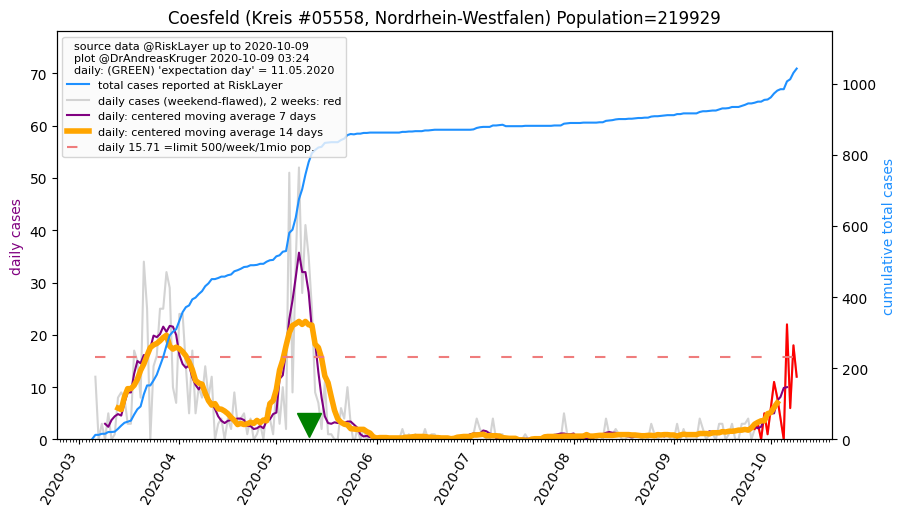 Coesfeld (Kreis #05558, Nordrhein-Westfalen) Population=219929
source data @RiskLayer up to 2020-10-09
plot @DrAndreasKruger 2020-10-09 03:24
daily: (GREEN) 'expectation day' = 11.05.2020
total cases reported at RiskLayer
daily cases (weekend-flawed), 2 weeks: red
daily: centered moving average 7 days
daily: centered moving average 14 days
daily 15.71 =limit 500/week/1mio pop.
daily cases
70
60
50
40
30
20
10
0
cumulative total cases
1000
800
600
400
200
0
2020-03
2020-04
2020-05
2020-06
2020-07
2020-08
2020-09
2020-10